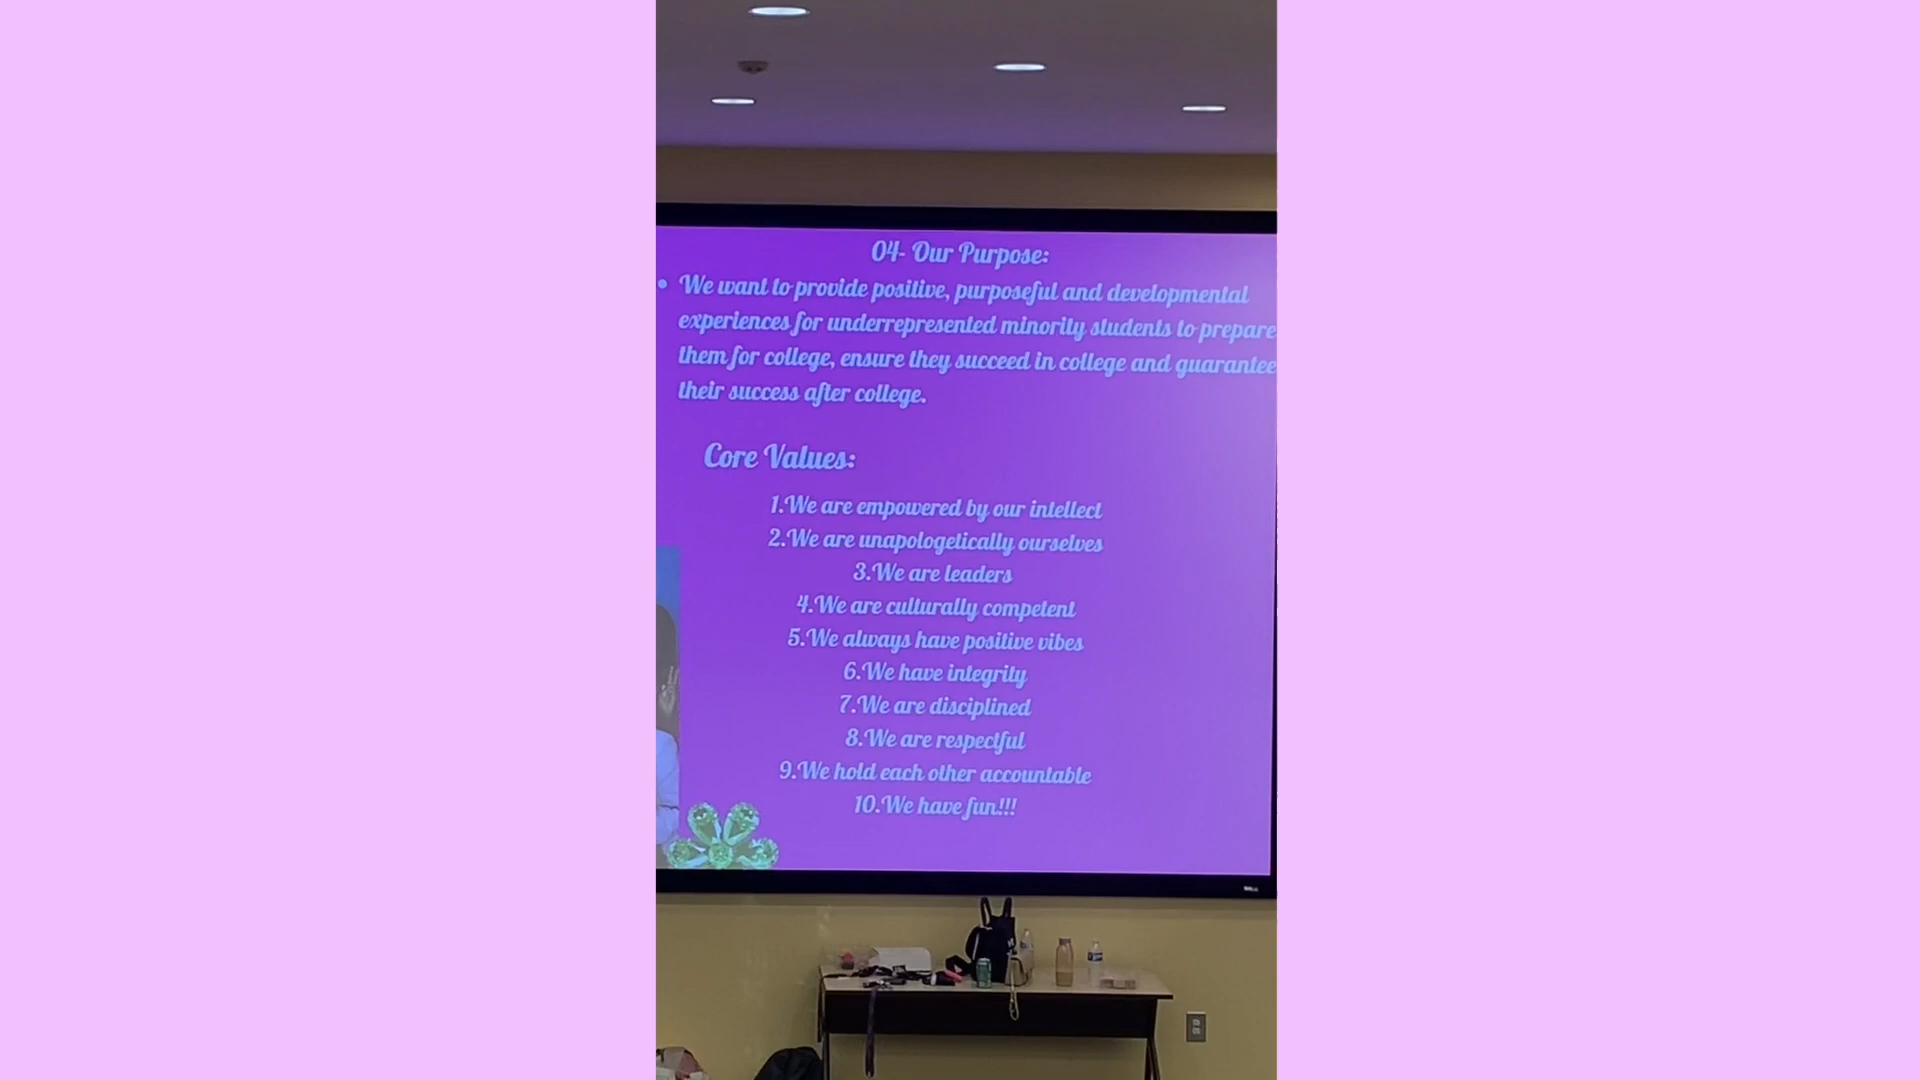 04- Our Purpose:
• We want to provide positive, purposeful and developmental
experiences for underrepresented minority students to prepare
them for college, ensure they succeed in college and guarantee
their success after college.
Core Values:
1.We are empowered by our intellect
2.We are unapologetically ourselves
3.We are leaders
4.We are culturally competent
5.We always have positive vibes
6.We have integrity
7.We are disciplined
8.We are respectful
9.We hold each other accountable
10.We have fun!!!